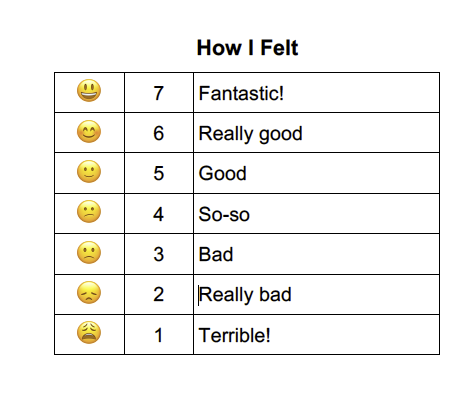 How I Felt
7 Fantastic!
6 Really good
5 Good
4 So-so
3 Bad
2 Really bad
1 Terrible!